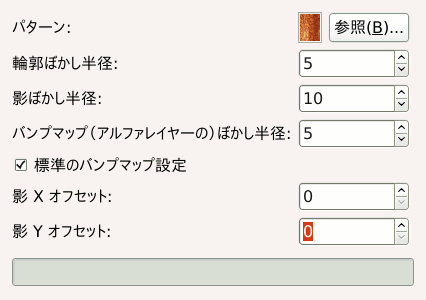 パターン: 参照(B)...
輪郭ぼかし半径: 5
影ぼかし半径: 10
バンプマップ（アルファレイヤーの）ぼかし半径: 5
標準のバンプマップ設定
影 X オフセット: 0
影 Y オフセット: 0